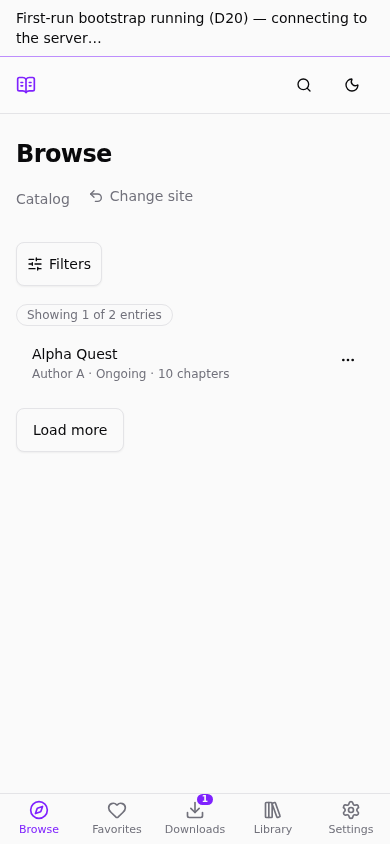 First-run bootstrap running (D20) — connecting to
the server…
Browse
Catalog
Change site
Filters
Showing 1 of 2 entries
Alpha Quest
Author A · Ongoing · 10 chapters
Load more
1
Browse
Favorites
Downloads
Library
Settings